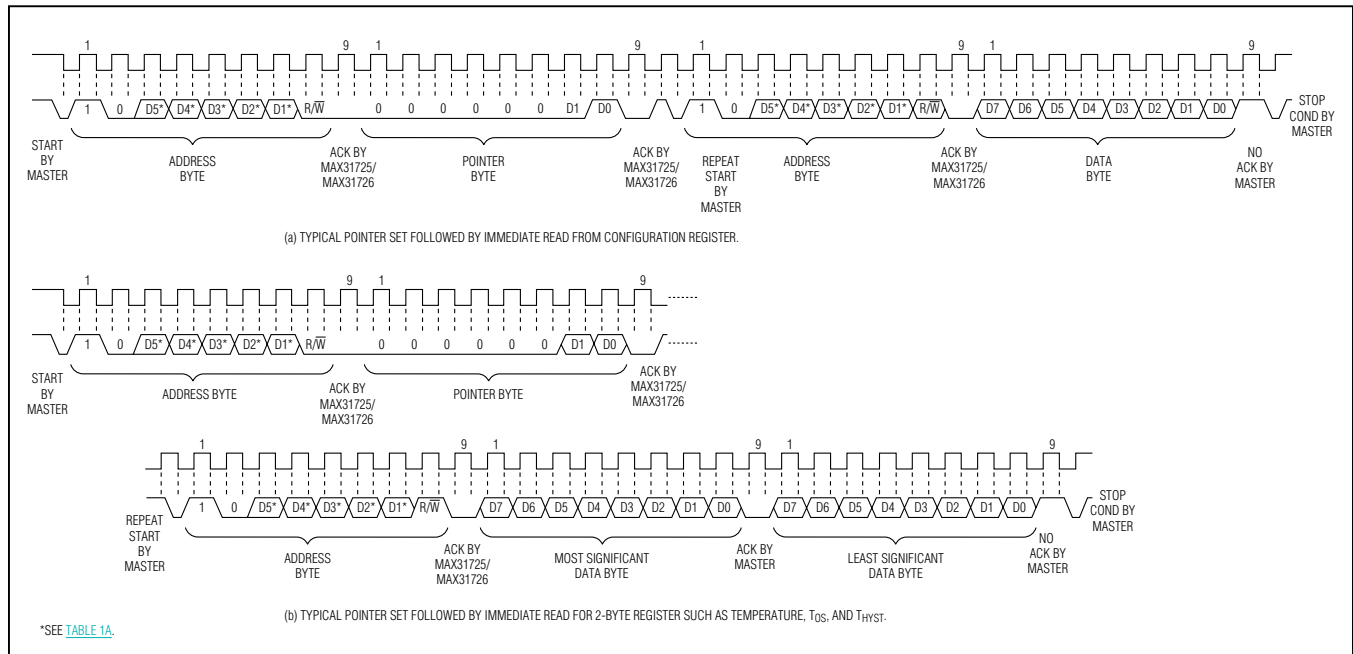 1 9 1 9 1 9 1 9
1 0 D5* D4* D3* D2* D1* R/W̅ 0 0 0 0 0 0 D1 D0 1 0 D5* D4* D3* D2* D1* R/W̅ D7 D6 D5 D4 D3 D2 D1 D0
STOP
COND BY
MASTER
START
BY
MASTER
ADDRESS
BYTE
ACK BY
MAX31725/
MAX31726
POINTER
BYTE
ACK BY
MAX31725/
MAX31726
REPEAT
START
BY
MASTER
ADDRESS
BYTE
ACK BY
MAX31725/
MAX31726
DATA
BYTE
NO
ACK BY
MASTER
(a) TYPICAL POINTER SET FOLLOWED BY IMMEDIATE READ FROM CONFIGURATION REGISTER.
1 9 1 9
1 0 D5* D4* D3* D2* D1* R/W̅ 0 0 0 0 0 0 D1 D0
START
BY
MASTER
ADDRESS BYTE
ACK BY
MAX31725/
MAX31726
POINTER BYTE
ACK BY
MAX31725/
MAX31726
1 9 1 9 1 9
1 0 D5* D4* D3* D2* D1* R/W̅ D7 D6 D5 D4 D3 D2 D1 D0 D7 D6 D5 D4 D3 D2 D1 D0
STOP
COND BY
MASTER
REPEAT
START
BY
MASTER
ADDRESS
BYTE
ACK BY
MAX31725/
MAX31726
MOST SIGNIFICANT
DATA BYTE
ACK BY
MASTER
LEAST SIGNIFICANT
DATA BYTE
NO
ACK BY
MASTER
(b) TYPICAL POINTER SET FOLLOWED BY IMMEDIATE READ FOR 2-BYTE REGISTER SUCH AS TEMPERATURE, TOS, AND THYST.
*SEE TABLE 1A.